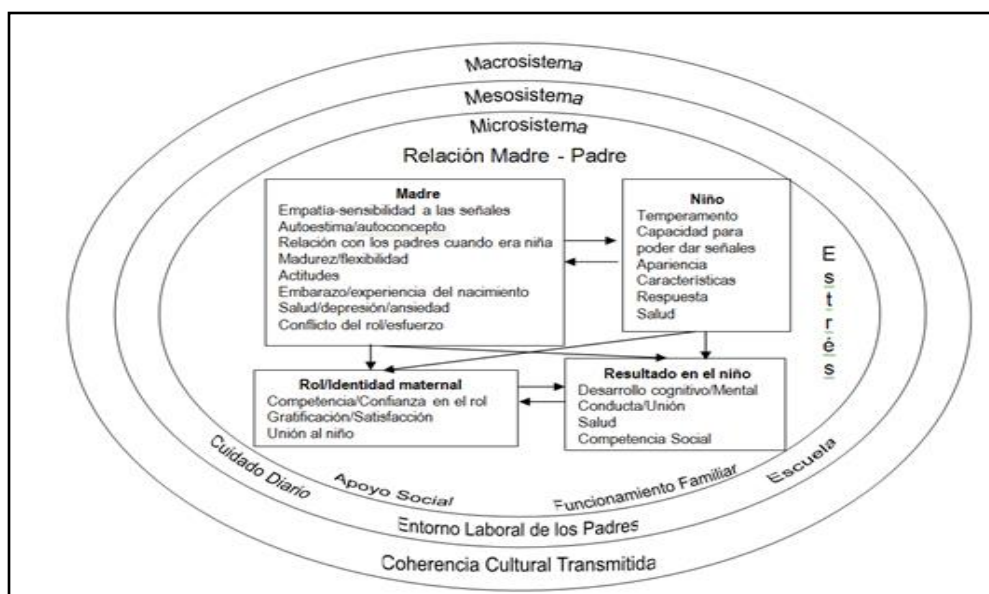 Macrosistema
Mesosistema
Microsistema
Relación Madre - Padre
Madre
Empatía-sensibilidad a las señales
Autoestima/autoconcepto
Relación con los padres cuando era niña
Madurez/flexibilidad
Actitudes
Embarazo/experiencia del nacimiento
Salud/depresión/ansiedad
Conflicto del rol/esfuerzo
Niño
Temperamento
Capacidad para
poder dar señales
Apariencia
Características
Respuesta
Salud
Estrés
Rol/Identidad maternal
Competencia/Confianza en el rol
Gratificación/Satisfacción
Unión al niño
Resultado en el niño
Desarrollo cognitivo/Mental
Conducta/Unión
Salud
Competencia Social
Cuidado Diario
Apoyo Social
Funcionamiento Familiar
Escuela
Entorno Laboral de los Padres
Coherencia Cultural Transmitida